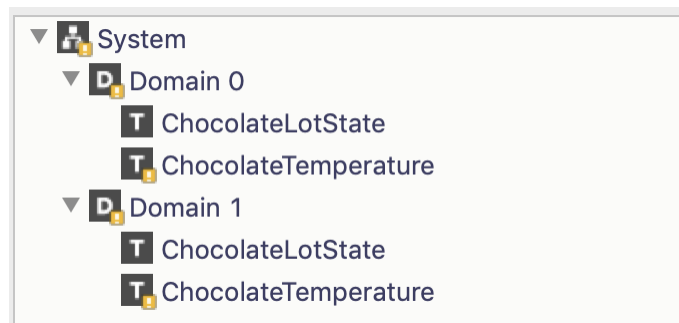 System
D Domain 0
T ChocolateLotState
T ChocolateTemperature
D Domain 1
T ChocolateLotState
T ChocolateTemperature